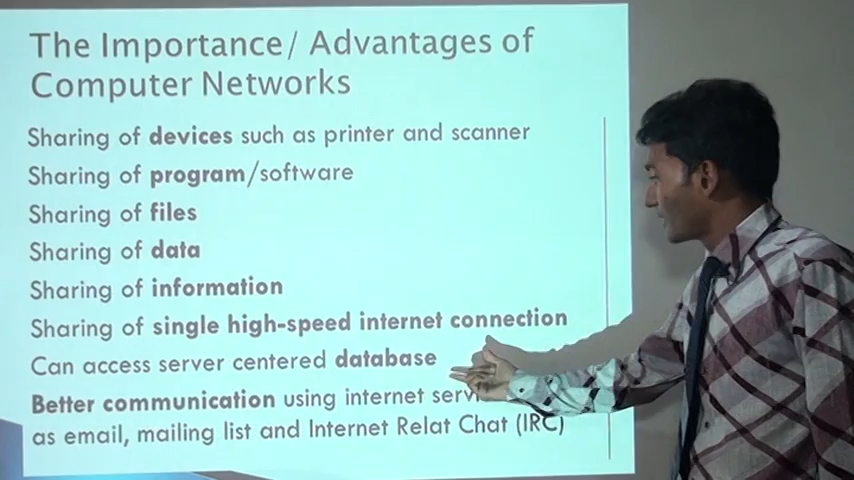 The Importance/ Advantages of
Computer Networks
Sharing of devices such as printer and scanner
Sharing of program/software
Sharing of files
Sharing of data
Sharing of information
Sharing of single high-speed internet connection
Can access server centered database
Better communication using internet servi
as email, mailing list and Internet Relat Chat (IRC)